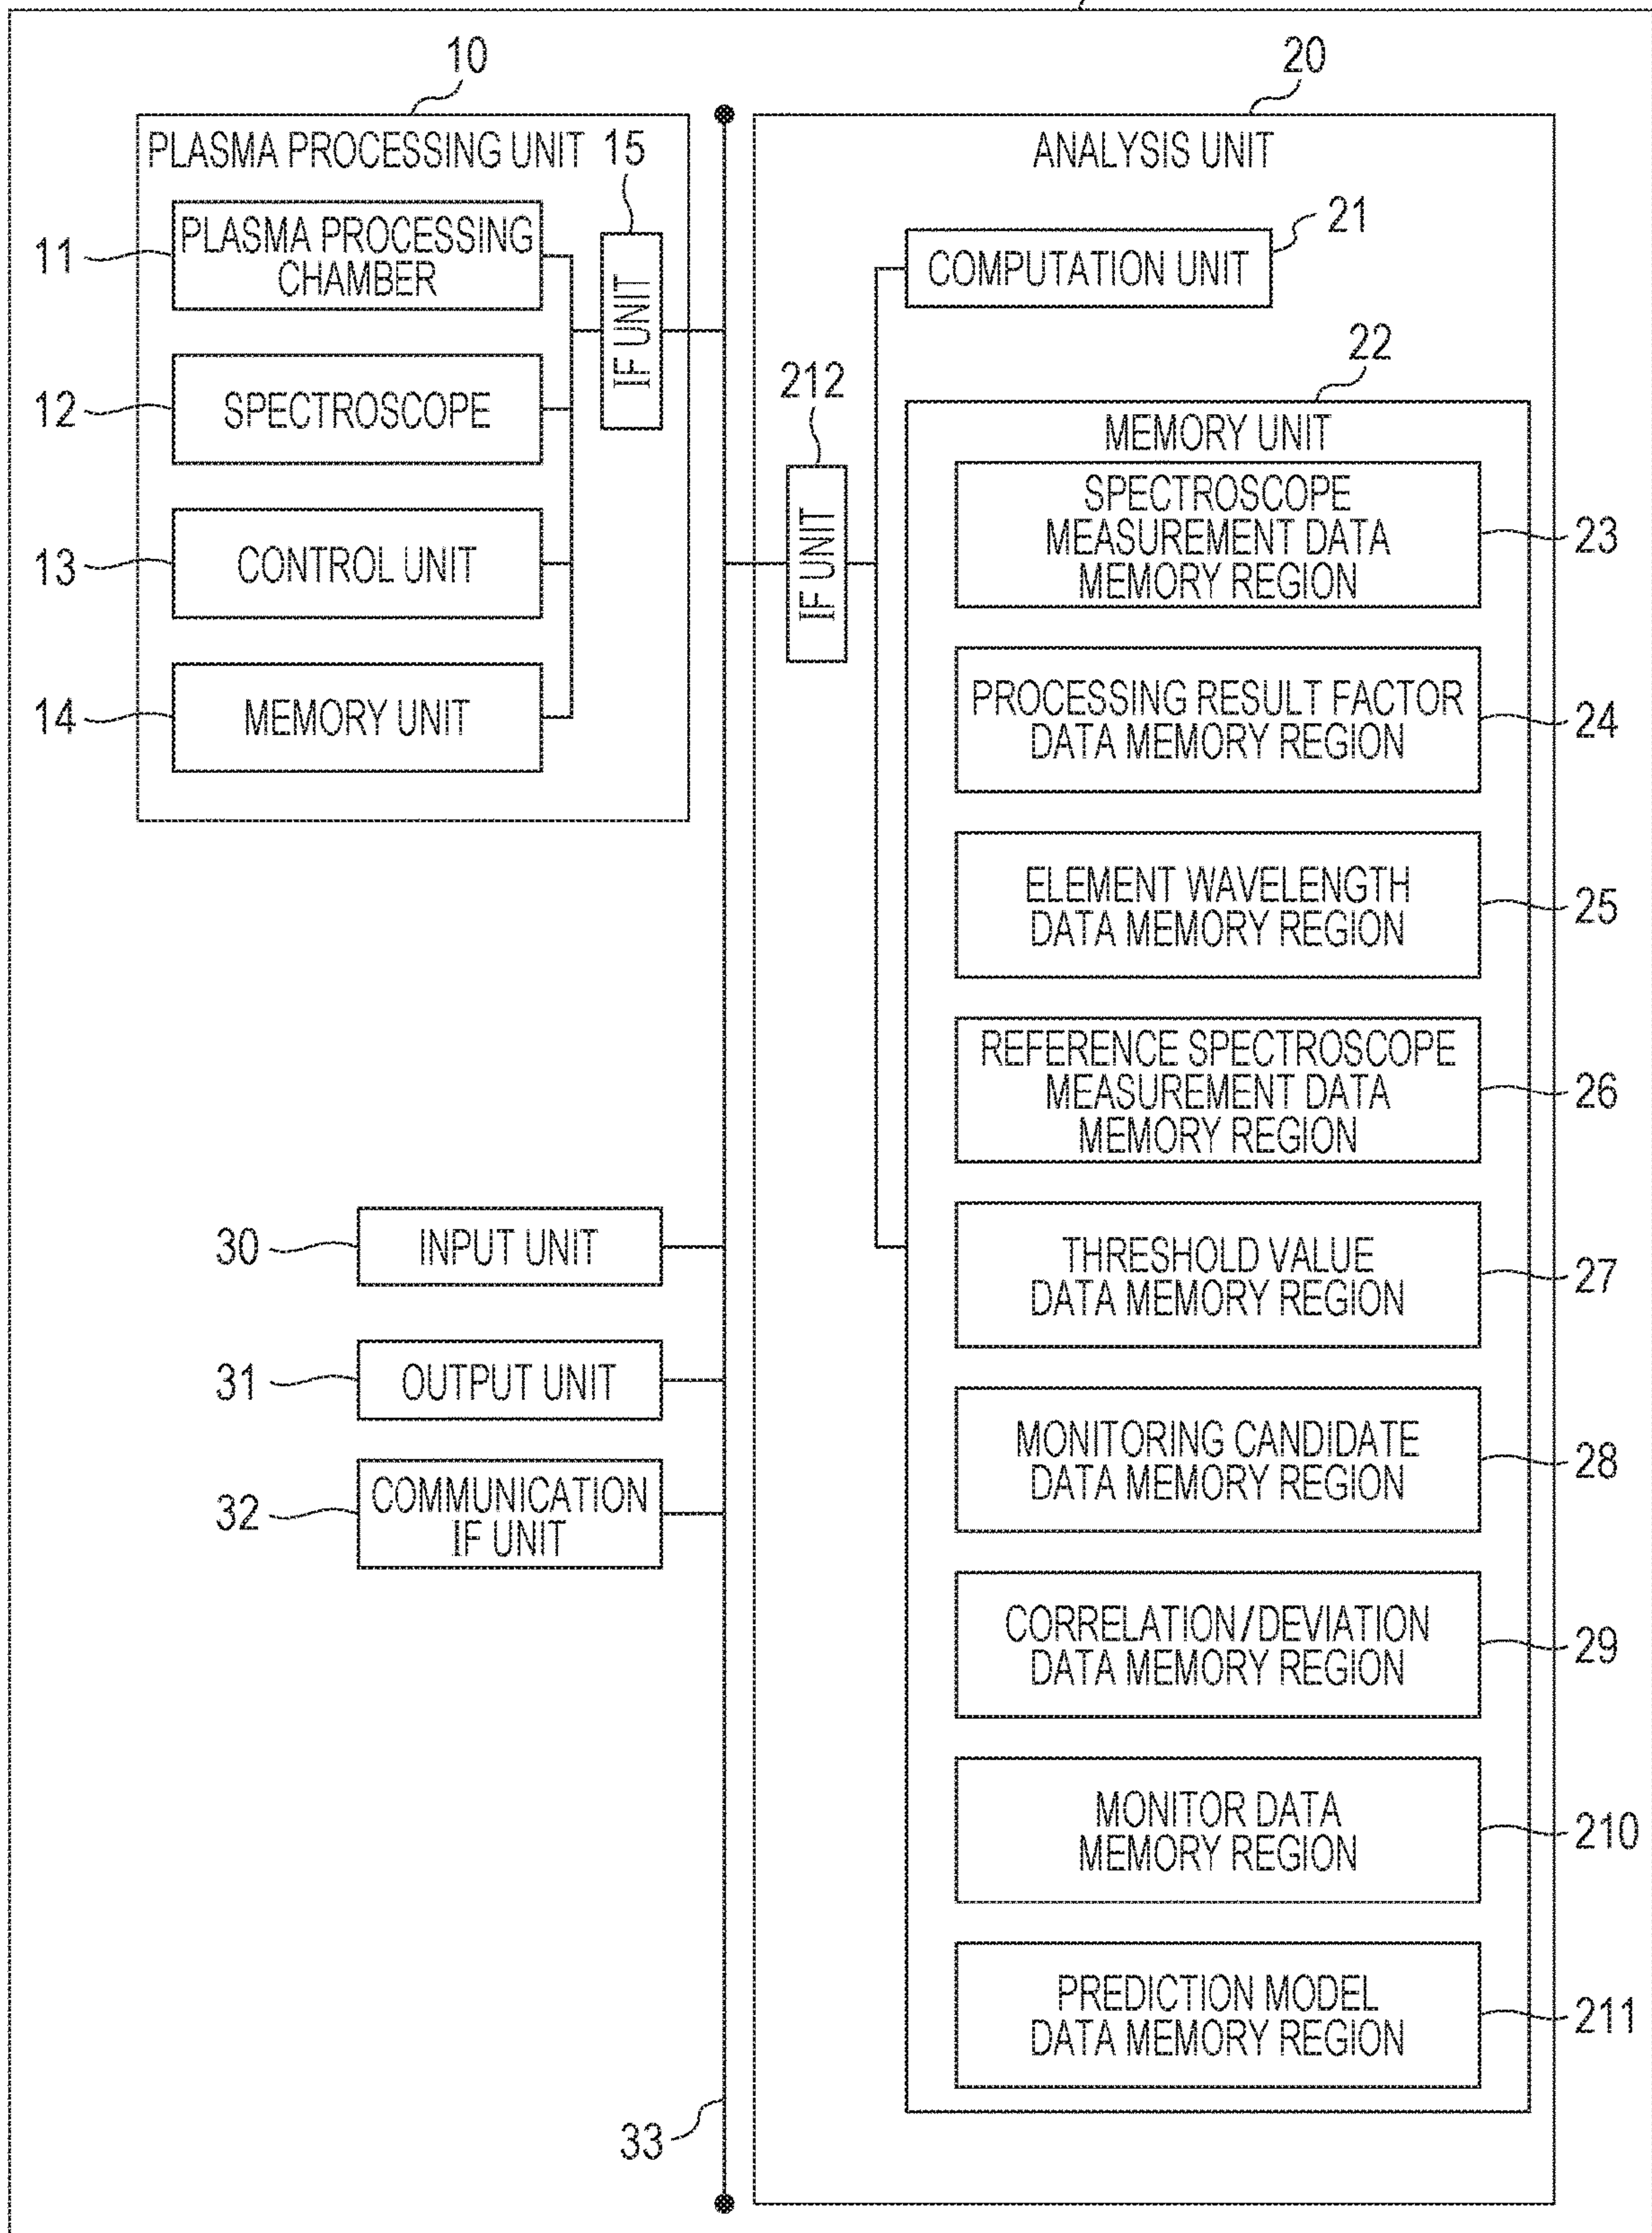 10
20
PLASMA PROCESSING UNIT
15
ANALYSIS UNIT
11
PLASMA PROCESSING
CHAMBER
IF UNIT
21
COMPUTATION UNIT
12
SPECTROSCOPE
22
212
MEMORY UNIT
IF UNIT
13
CONTROL UNIT
SPECTROSCOPE
MEASUREMENT DATA
MEMORY REGION
23
14
MEMORY UNIT
PROCESSING RESULT FACTOR
DATA MEMORY REGION
24
ELEMENT WAVELENGTH
DATA MEMORY REGION
25
REFERENCE SPECTROSCOPE
MEASUREMENT DATA
MEMORY REGION
26
30
INPUT UNIT
THRESHOLD VALUE
DATA MEMORY REGION
27
31
OUTPUT UNIT
MONITORING CANDIDATE
DATA MEMORY REGION
28
32
COMMUNICATION
IF UNIT
CORRELATION/DEVIATION
DATA MEMORY REGION
29
MONITOR DATA
MEMORY REGION
210
PREDICTION MODEL
DATA MEMORY REGION
211
33